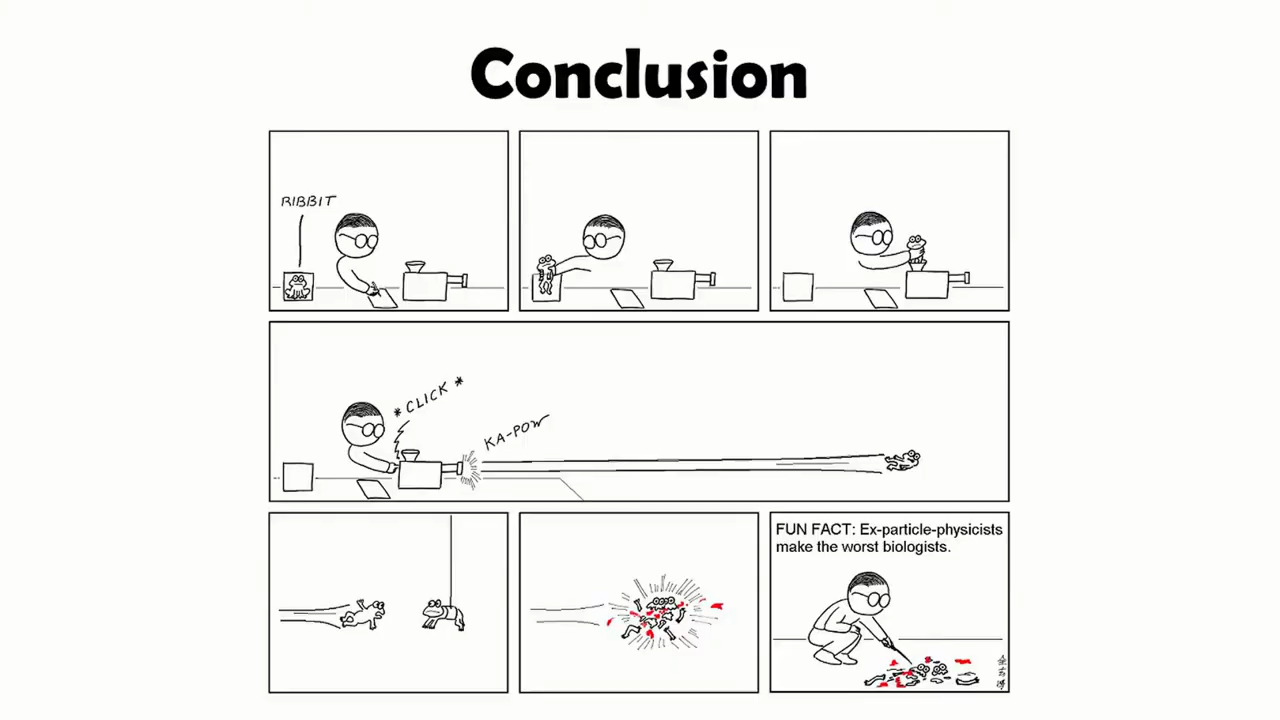 Conclusion
RIBBIT
*CLICK*
KA-POW
FUN FACT: Ex-particle-physicists
make the worst biologists.